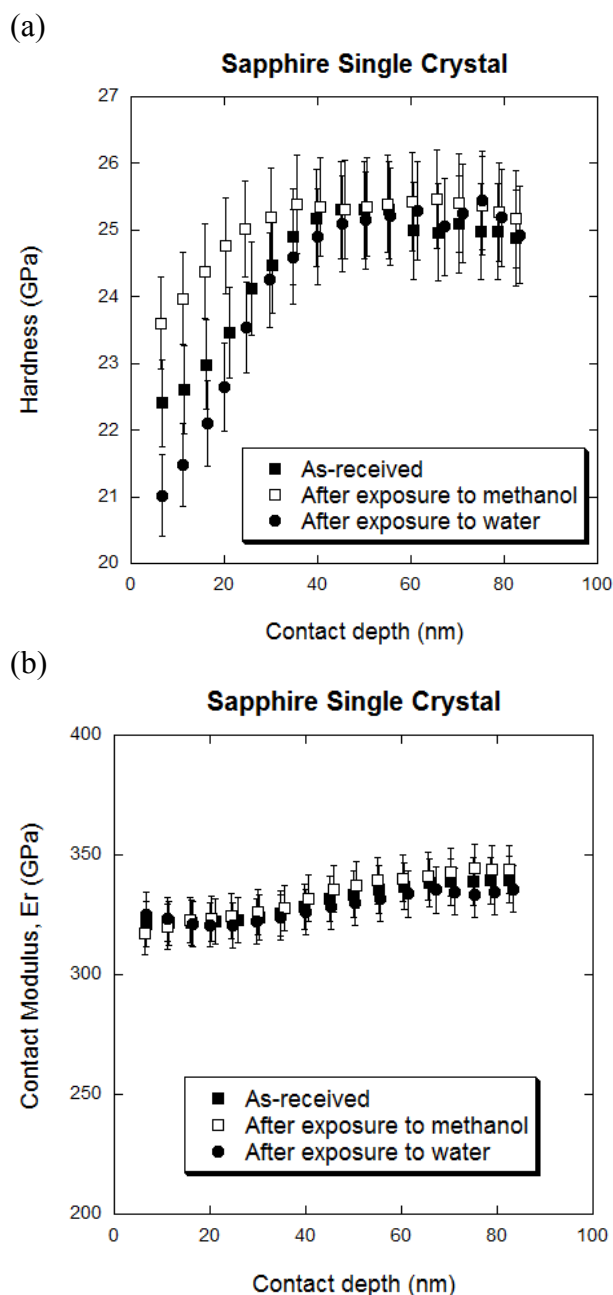 (a)
Sapphire Single Crystal
27
26
25
24
23
22
21
20
Hardness (GPa)
As-received
After exposure to methanol
After exposure to water
0 20 40 60 80 100
Contact depth (nm)
(b)
Sapphire Single Crystal
400
350
300
250
200
Contact Modulus, Er (GPa)
As-received
After exposure to methanol
After exposure to water
0 20 40 60 80 100
Contact depth (nm)